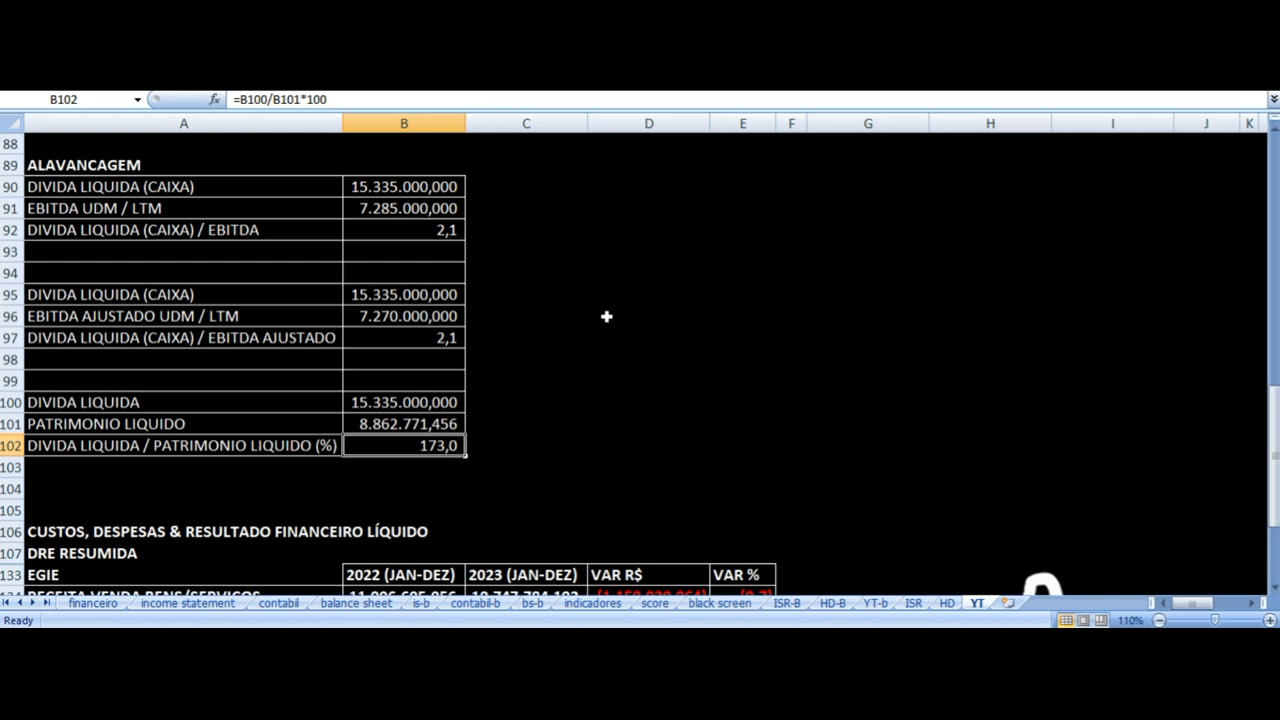 B102 fx =B100/B101*100
A B C D E F G H I J K
88
89 ALAVANCAGEM
90 DIVIDA LIQUIDA (CAIXA) 15.335.000,000
91 EBITDA UDM / LTM 7.285.000,000
92 DIVIDA LIQUIDA (CAIXA) / EBITDA 2,1
93
94
95 DIVIDA LIQUIDA (CAIXA) 15.335.000,000
96 EBITDA AJUSTADO UDM / LTM 7.270.000,000
97 DIVIDA LIQUIDA (CAIXA) / EBITDA AJUSTADO 2,1
98
99
100 DIVIDA LIQUIDA 15.335.000,000
101 PATRIMONIO LIQUIDO 8.862.771,456
102 DIVIDA LIQUIDA / PATRIMONIO LIQUIDO (%) 173,0
103
104
105
106 CUSTOS, DESPESAS & RESULTADO FINANCEIRO LÍQUIDO
107 DRE RESUMIDA
133 EGIE 2022 (JAN-DEZ) 2023 (JAN-DEZ) VAR R$ VAR %
RECEITA VENDA BENS/SERVIÇOS
financeiro income statement contabil balance sheet is-b contabil-b bs-b indicadores score black screen ISR-B HD-B YT-b ISR HD YT
Ready 110%